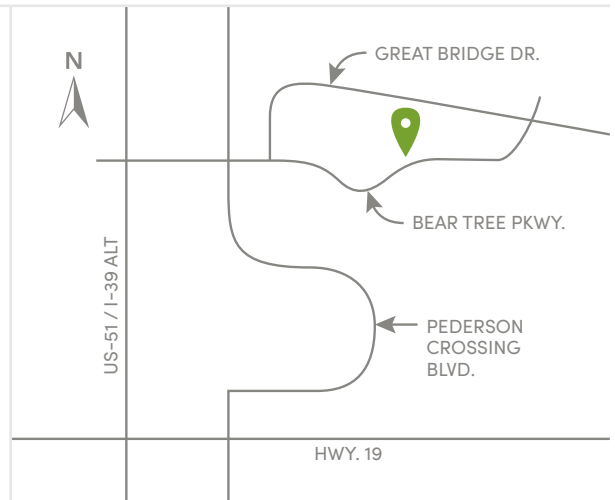 N
GREAT BRIDGE DR.
BEAR TREE PKWY.
US-51 / I-39 ALT
PEDERSON
CROSSING
BLVD.
HWY. 19